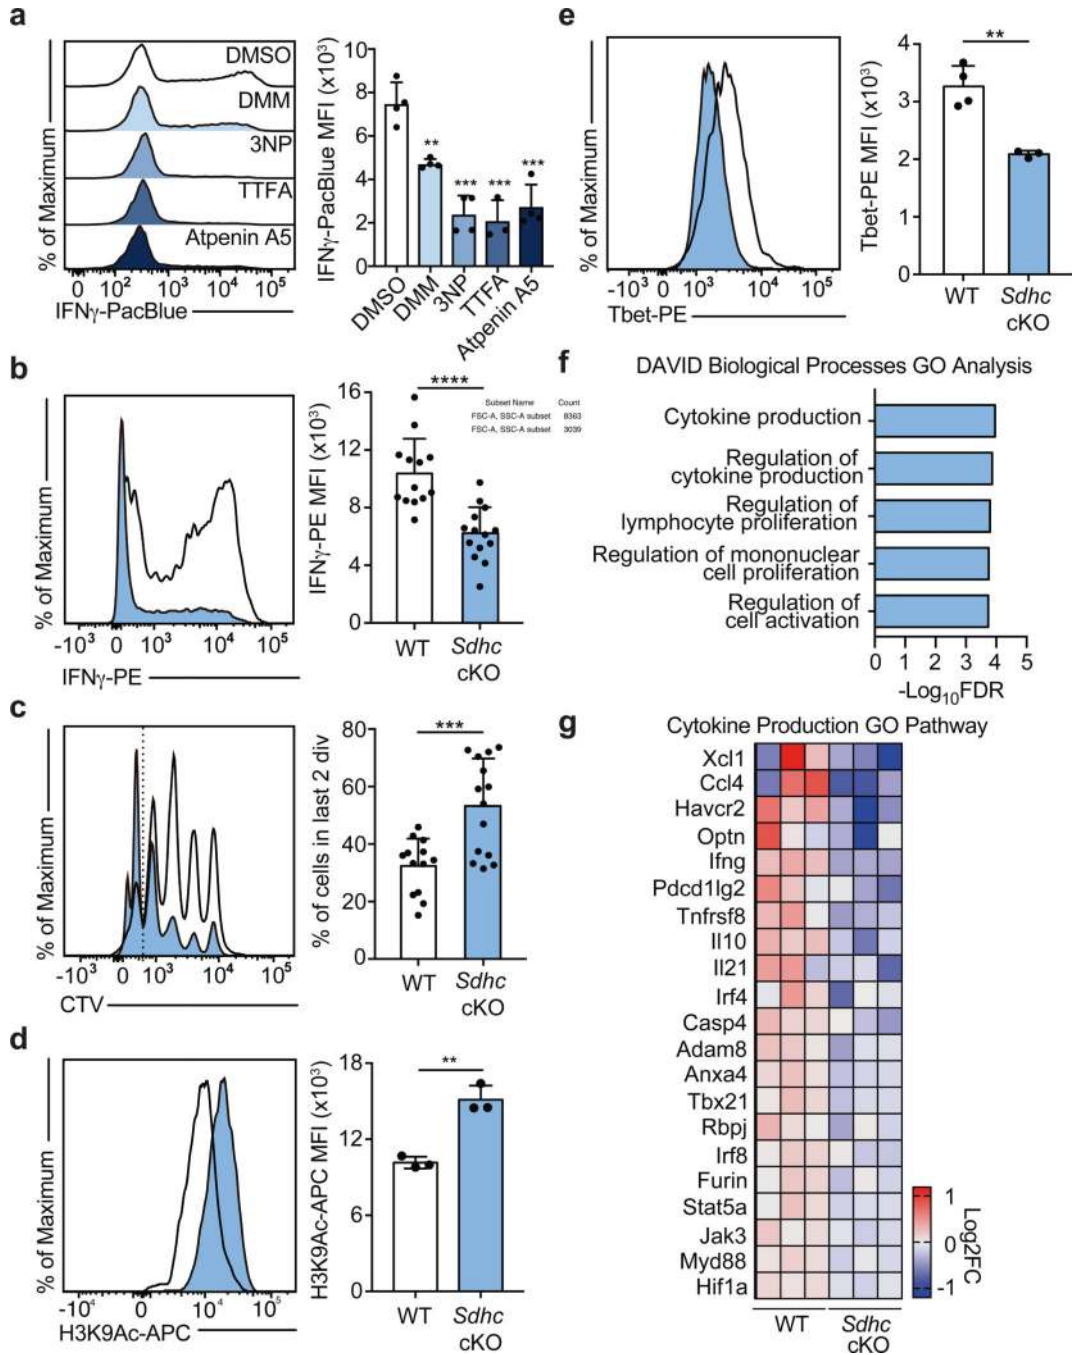 a
% of Maximum
DMSO
DMM
3NP
TTFA
Atpenin A5
0 10² 10³ 10⁴ 10⁵
IFNγ-PacBlue
IFNγ-PacBlue MFI (x10³)
10
8
6
4
2
0
**
***
***
***
DMSO
DMM
3NP
TTFA
Atpenin A5
e
% of Maximum
-10³ 0 10³ 10⁴ 10⁵
Tbet-PE
Tbet-PE MFI (x10³)
4
3
2
1
0
**
WT
Sdhc
cKO
b
% of Maximum
-10³ 0 10³ 10⁴ 10⁵
IFNγ-PE
IFNγ-PE MFI (x10³)
16
12
8
4
0
****
Subset Name Count
FSC-A, SSC-A subset 8363
FSC-A, SSC-A subset 3039
WT
Sdhc
cKO
f
DAVID Biological Processes GO Analysis
Cytokine production
Regulation of
cytokine production
Regulation of
lymphocyte proliferation
Regulation of mononuclear
cell proliferation
Regulation of
cell activation
0 1 2 3 4 5
-Log₁₀FDR
c
% of Maximum
-10³ 0 10³ 10⁴ 10⁵
CTV
% of cells in last 2 div
80
60
40
20
0
***
WT
Sdhc
cKO
d
% of Maximum
-10⁴ 0 10⁴ 10⁵
H3K9Ac-APC
H3K9Ac-APC MFI (x10³)
18
12
6
0
**
WT
Sdhc
cKO
g
Cytokine Production GO Pathway
Xcl1
Ccl4
Havcr2
Optn
Ifng
Pdcd1lg2
Tnfrsf8
Il10
Il21
Irf4
Casp4
Adam8
Anxa4
Tbx21
Rbpj
Irf8
Furin
Stat5a
Jak3
Myd88
Hif1a
WT
Sdhc
cKO
1
0
-1
Log2FC